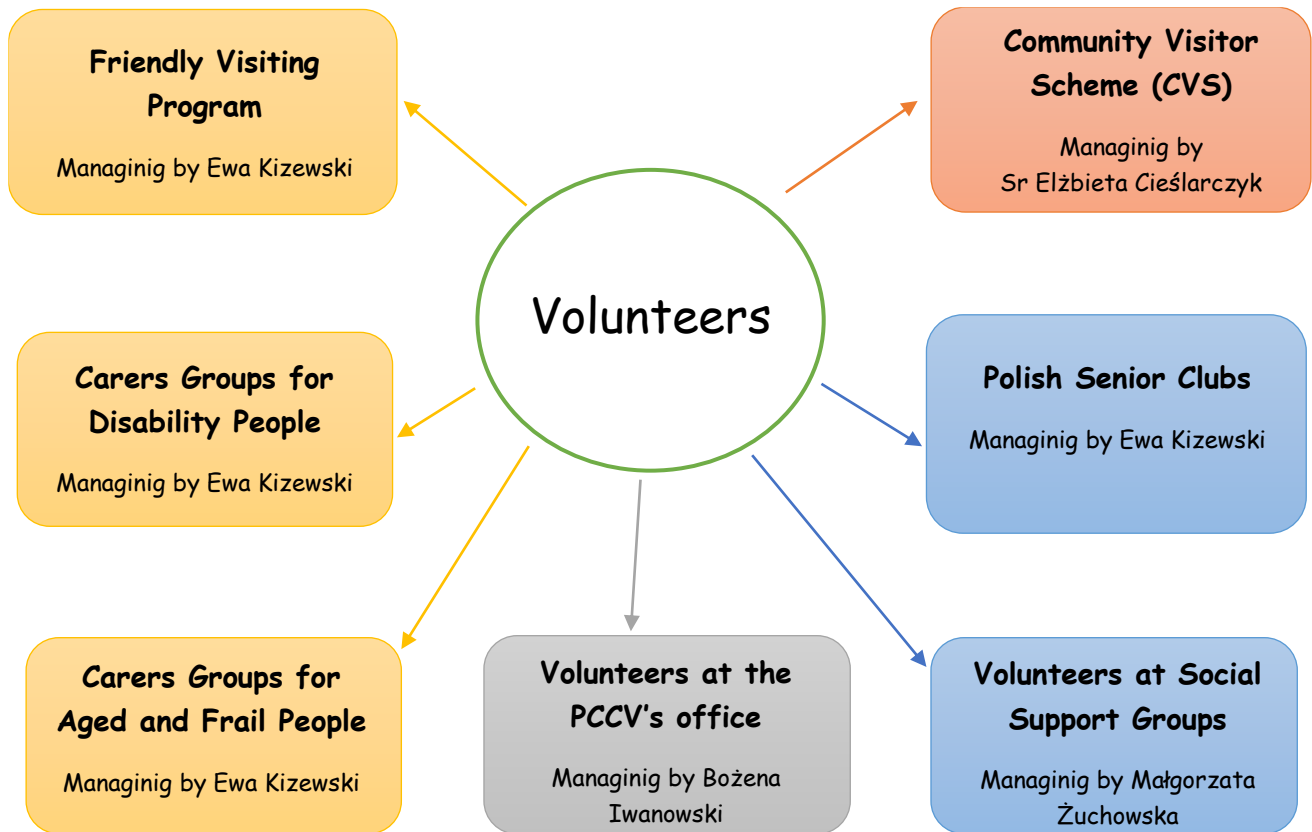 Friendly Visiting
Program
Managinig by Ewa Kizewski
Community Visitor
Scheme (CVS)
Managinig by
Sr Elżbieta Cieślarczyk
Volunteers
Carers Groups for
Disability People
Managinig by Ewa Kizewski
Polish Senior Clubs
Managinig by Ewa Kizewski
Carers Groups for
Aged and Frail People
Managinig by Ewa Kizewski
Volunteers at the
PCCV’s office
Managinig by Bożena
Iwanowski
Volunteers at Social
Support Groups
Managinig by Małgorzata
Żuchowska